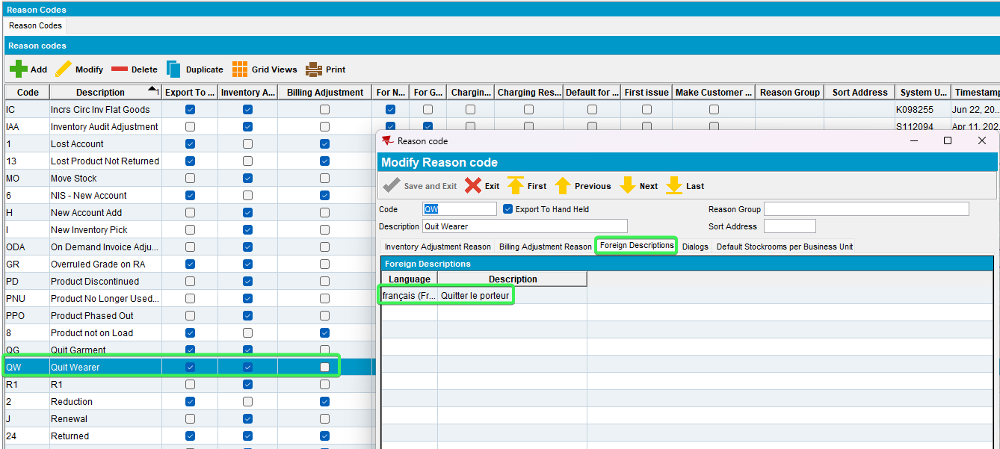 Reason Codes
Reason Codes
Reason codes
Add Modify Delete Duplicate Grid Views Print
Code Description 1 Export To ... Inventory A... Billing Adjustment For N... For G... Chargin... Charging Res... Default for ... First issue Make Customer ... Reason Group Sort Address System U... Timestamp
IC Incrs Circ Inv Flat Goods K098255 Jun 22, 20...
IAA Inventory Audit Adjustment S112094 Apr 11, 202...
1 Lost Account
13 Lost Product Not Returned
MO Move Stock
6 NIS - New Account
H New Account Add
I New Inventory Pick
ODA On Demand Invoice Adju...
GR Overruled Grade on RA
PD Product Discontinued
PNU Product No Longer Used...
PPO Product Phased Out
8 Product not on Load
QG Quit Garment
QW Quit Wearer
R1 R1
2 Reduction
J Renewal
24 Returned
Reason code
Modify Reason code
Save and Exit Exit First Previous Next Last
Code QW Export To Hand Held Reason Group
Description Quit Wearer Sort Address
Inventory Adjustment Reason Billing Adjustment Reason Foreign Descriptions Dialogs Default Stockrooms per Business Unit
Foreign Descriptions
Language Description
français (Fr... Quitter le porteur